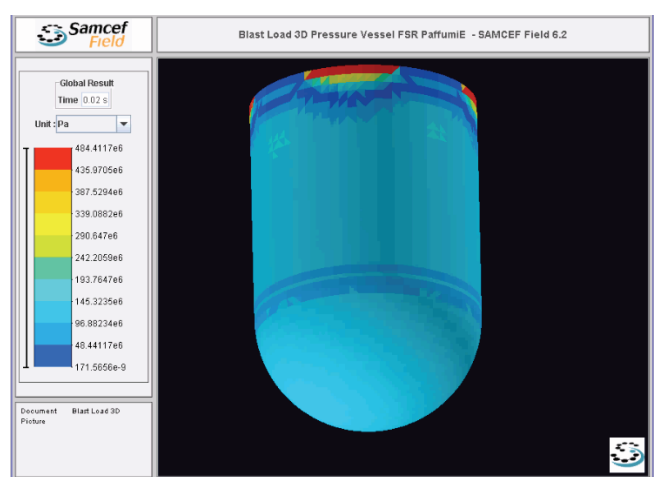 Samcef
Field
Blast Load 3D Pressure Vessel FSR PaffumiE - SAMCEF Field 6.2
Global Result
Time 0.02 s
Unit : Pa
484.4117e6
435.9705e6
387.5294e6
339.0882e6
290.647e6
242.2059e6
193.7647e6
145.3235e6
96.88234e6
48.44117e6
171.5656e-9
Document Blast Load 3D
Picture